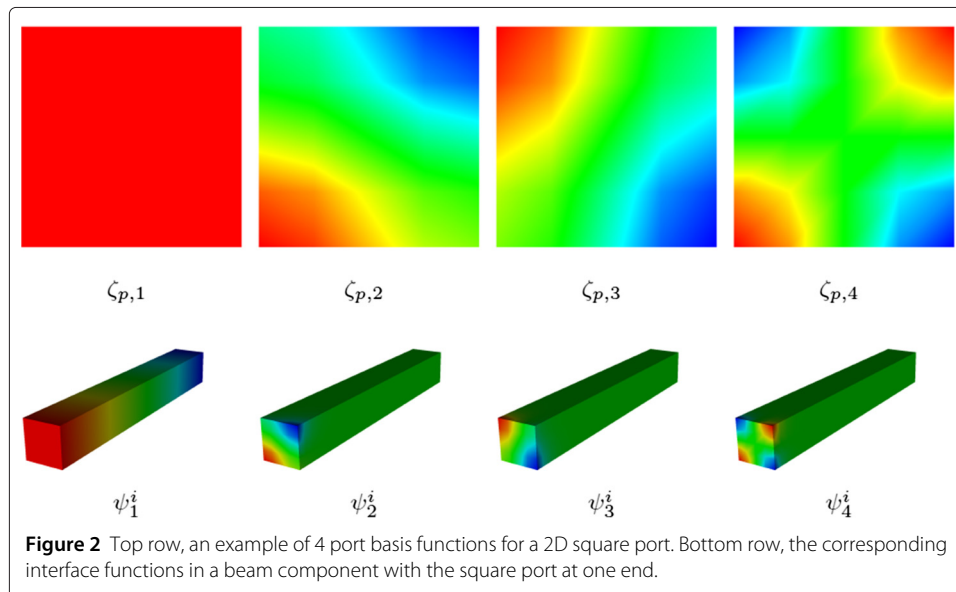 ζp,1 ζp,2 ζp,3 ζp,4
ψ₁ⁱ ψ₂ⁱ ψ₃ⁱ ψ₄ⁱ
Figure 2 Top row, an example of 4 port basis functions for a 2D square port. Bottom row, the corresponding
interface functions in a beam component with the square port at one end.